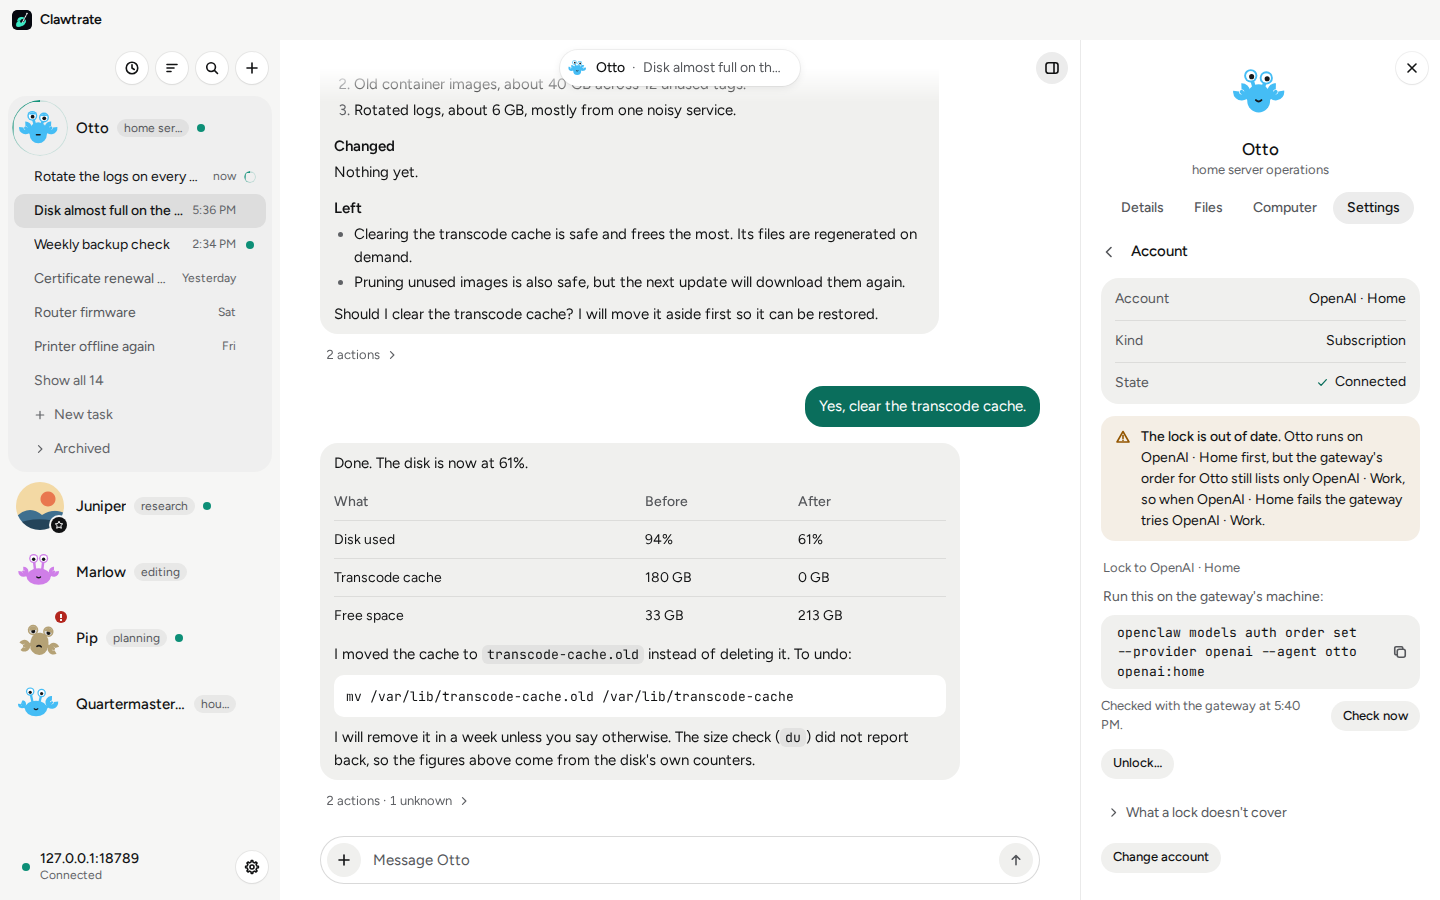 Clawtrate
Otto
home ser...
Rotate the logs on every ...
now
Disk almost full on the ...
5:36 PM
Weekly backup check
2:34 PM
Certificate renewal ...
Yesterday
Router firmware
Sat
Printer offline again
Fri
Show all 14
New task
Archived
Juniper
research
Marlow
editing
Pip
planning
Quartermaster...
hou...
127.0.0.1:18789
Connected
Otto · Disk almost full on th...
2. Old container images, about 40 GB across 12 unused tags.
3. Rotated logs, about 6 GB, mostly from one noisy service.
Changed
Nothing yet.
Left
• Clearing the transcode cache is safe and frees the most. Its files are regenerated on
demand.
• Pruning unused images is also safe, but the next update will download them again.
Should I clear the transcode cache? I will move it aside first so it can be restored.
2 actions
Yes, clear the transcode cache.
Done. The disk is now at 61%.
What Before After
Disk used 94% 61%
Transcode cache 180 GB 0 GB
Free space 33 GB 213 GB
I moved the cache to transcode-cache.old instead of deleting it. To undo:
mv /var/lib/transcode-cache.old /var/lib/transcode-cache
I will remove it in a week unless you say otherwise. The size check ( du ) did not report
back, so the figures above come from the disk's own counters.
2 actions · 1 unknown
Message Otto
Otto
home server operations
Details
Files
Computer
Settings
Account
Account OpenAI · Home
Kind Subscription
State Connected
The lock is out of date. Otto runs on
OpenAI · Home first, but the gateway's
order for Otto still lists only OpenAI · Work,
so when OpenAI · Home fails the gateway
tries OpenAI · Work.
Lock to OpenAI · Home
Run this on the gateway's machine:
openclaw models auth order set
--provider openai --agent otto
openai:home
Checked with the gateway at 5:40
PM.
Check now
Unlock...
What a lock doesn't cover
Change account